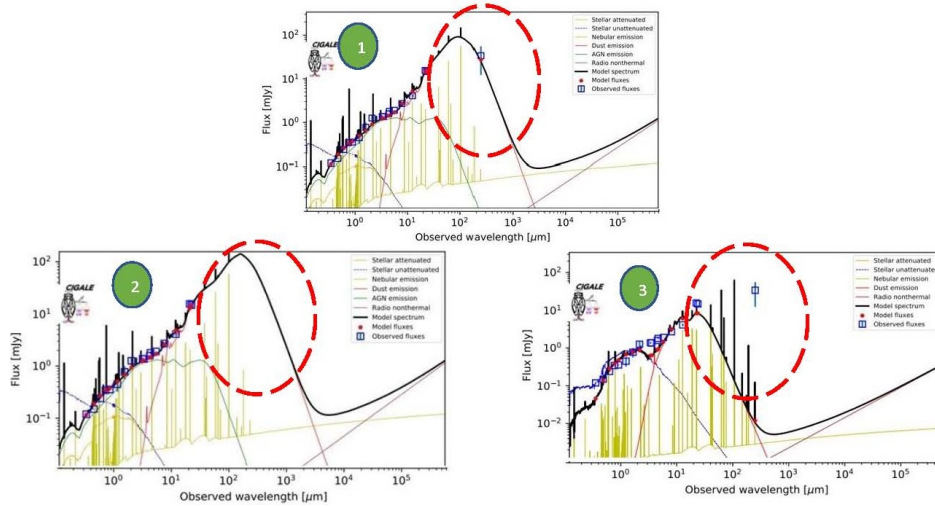 1
CIGALE
Flux [mJy]
10²
10¹
10⁰
10⁻¹
10⁰ 10¹ 10² 10³ 10⁴ 10⁵
Observed wavelength [μm]
Stellar attenuated
Stellar unattenuated
Nebular emission
Dust emission
AGN emission
Radio nonthermal
Model spectrum
Model fluxes
Observed fluxes
2
CIGALE
Flux [mJy]
10²
10¹
10⁰
10⁻¹
10⁰ 10¹ 10² 10³ 10⁴ 10⁵
Observed wavelength [μm]
Stellar attenuated
Stellar unattenuated
Nebular emission
Dust emission
AGN emission
Radio nonthermal
Model spectrum
Model fluxes
Observed fluxes
3
CIGALE
Flux [mJy]
10²
10¹
10⁰
10⁻¹
10⁻²
10⁰ 10¹ 10² 10³ 10⁴ 10⁵
Observed wavelength [μm]
Stellar attenuated
Stellar unattenuated
Nebular emission
Dust emission
Radio nonthermal
Model spectrum
Model fluxes
Observed fluxes